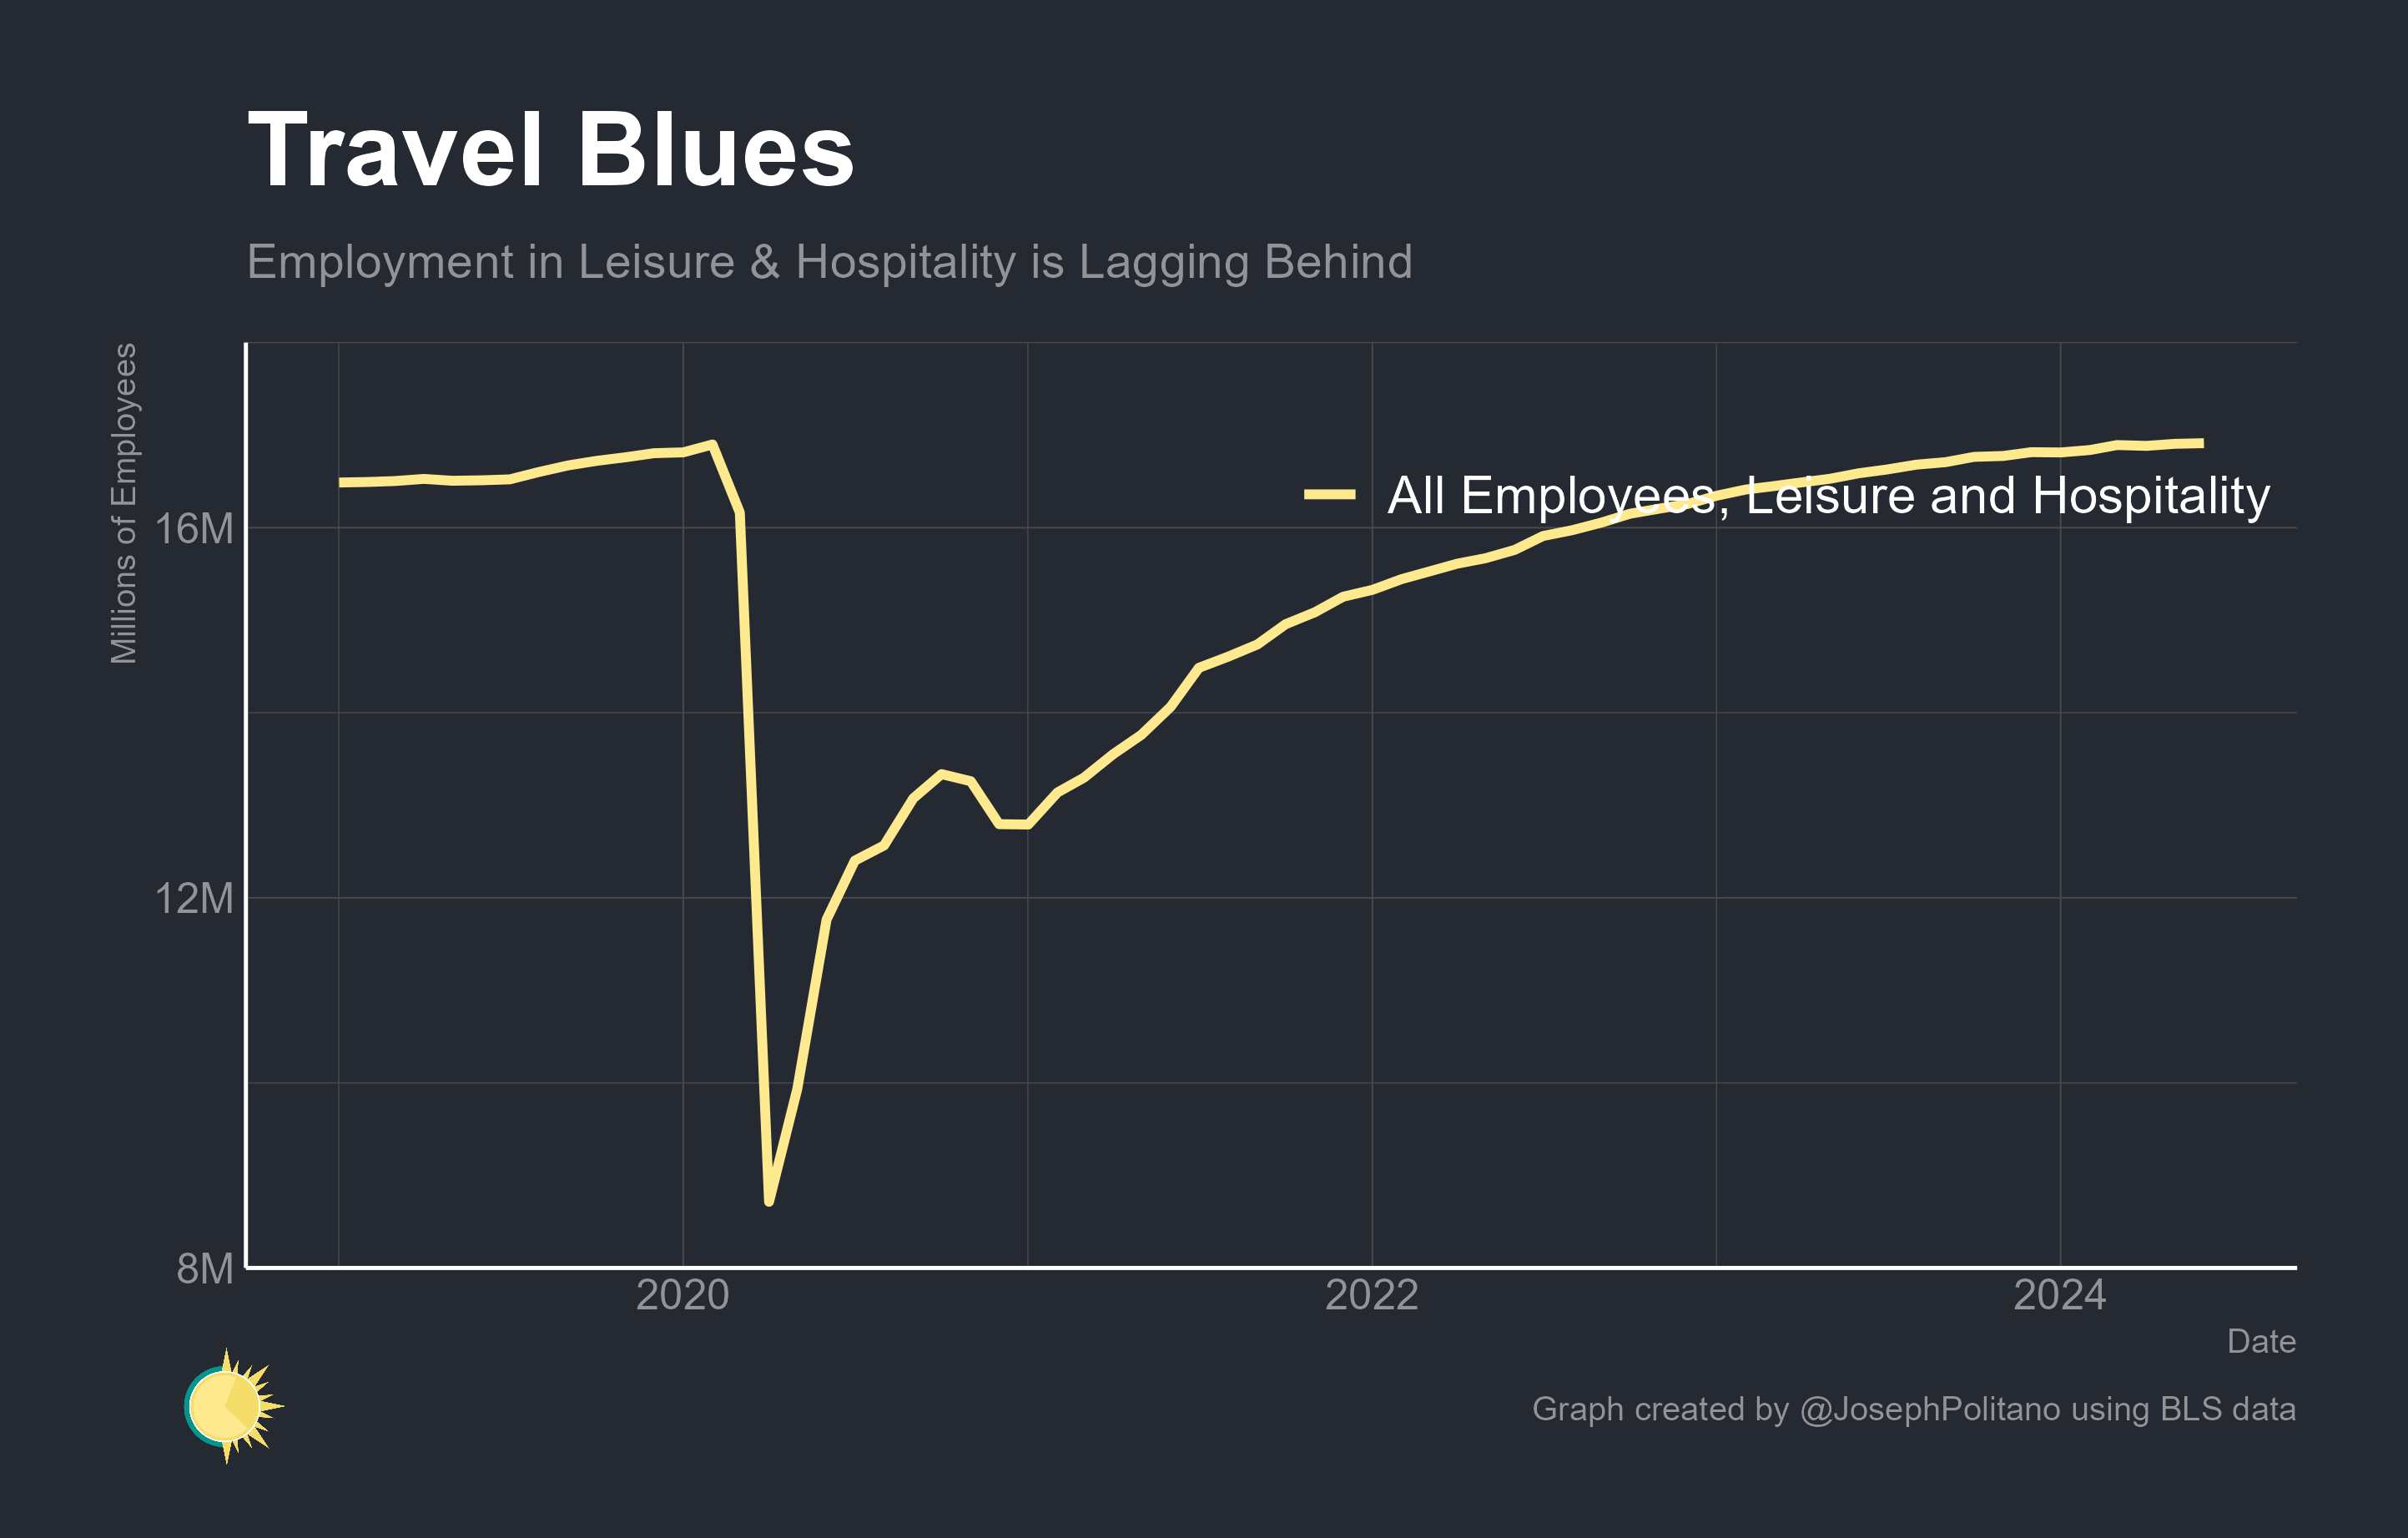 Travel Blues
Employment in Leisure & Hospitality is Lagging Behind
Millions of Employees
16M
12M
8M
All Employees, Leisure and Hospitality
2020
2022
2024
Date
Graph created by @JosephPolitano using BLS data